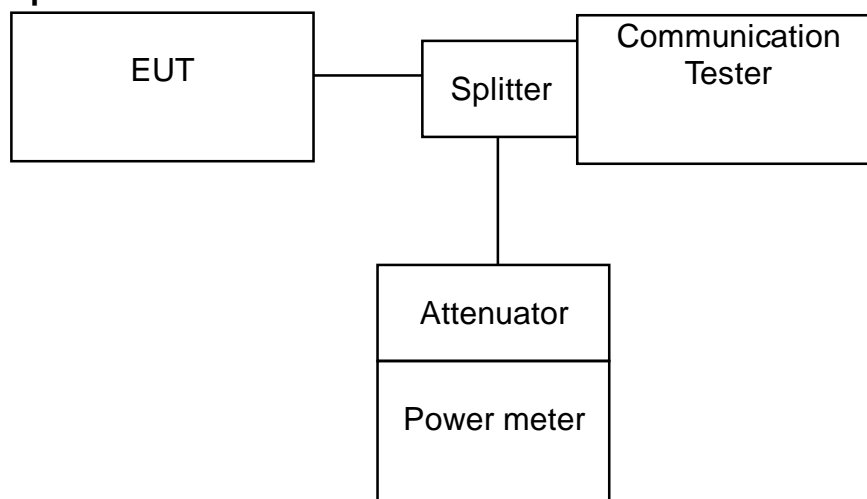 EUT
Splitter
Communication
Tester
Attenuator
Power meter